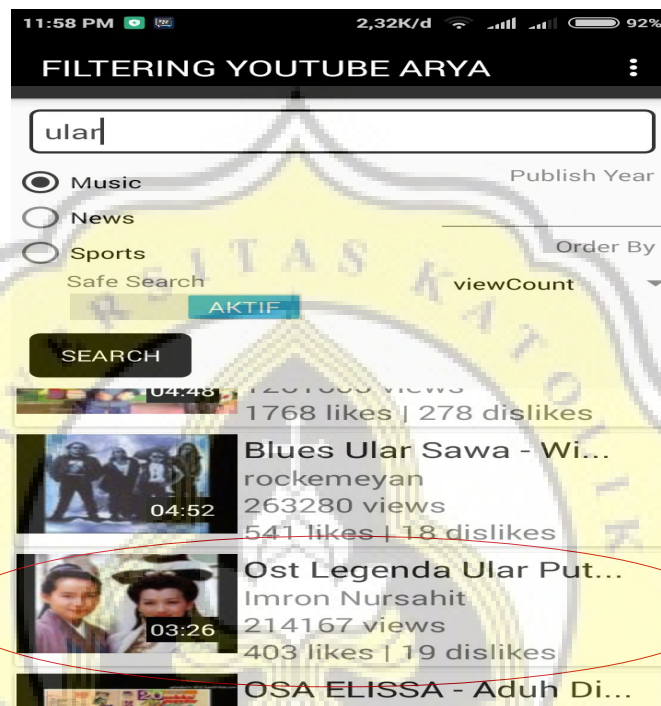 11:58 PM 2,32K/d 92%
FILTERING YOUTUBE ARYA
ular
Music
News
Sports
Publish Year
Order By
viewCount
Safe Search
AKTIF
SEARCH
04:48
1768 likes | 278 dislikes
Blues Ular Sawa - Wi...
rockemeyan
04:52
263280 views
541 likes | 18 dislikes
Ost Legenda Ular Put...
Imron Nursahit
03:26
214167 views
403 likes | 19 dislikes
OSA ELISSA - Aduh Di...